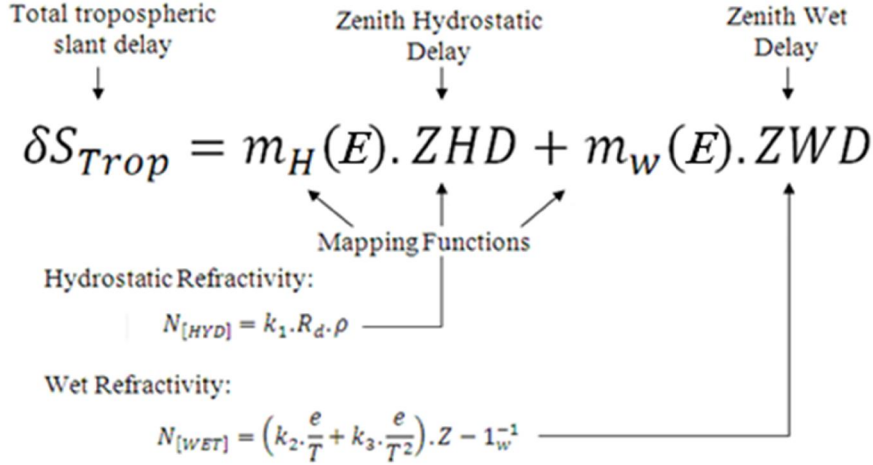 Total tropospheric slant delay
Zenith Hydrostatic Delay
Zenith Wet Delay
δS_Trop = m_H(E). ZHD + m_w(E). ZWD
Mapping Functions
Hydrostatic Refractivity:
N_[HYD] = k_1.R_d.ρ
Wet Refractivity:
N_[WET] = (k_2.e/T + k_3.e/T^2).Z − 1_w^-1